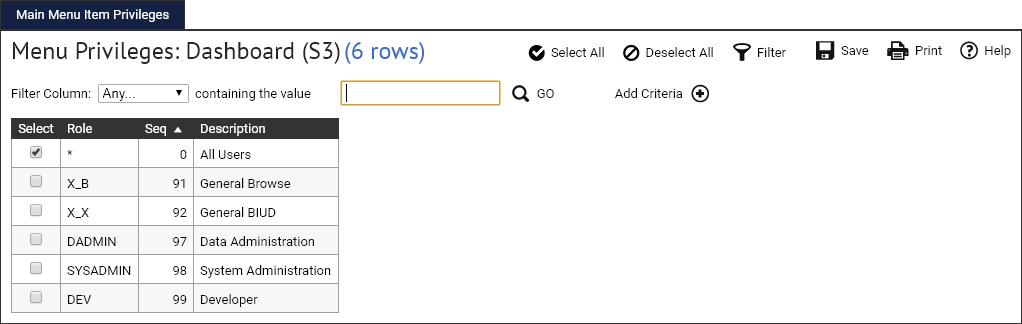 Main Menu Item Privileges
Menu Privileges: Dashboard (S3) (6 rows) Select All Deselect All Filter Save Print Help
Filter Column: Any... containing the value GO Add Criteria
Select Role Seq Description
* 0 All Users
X_B 91 General Browse
X_X 92 General BIUD
DADMIN 97 Data Administration
SYSADMIN 98 System Administration
DEV 99 Developer